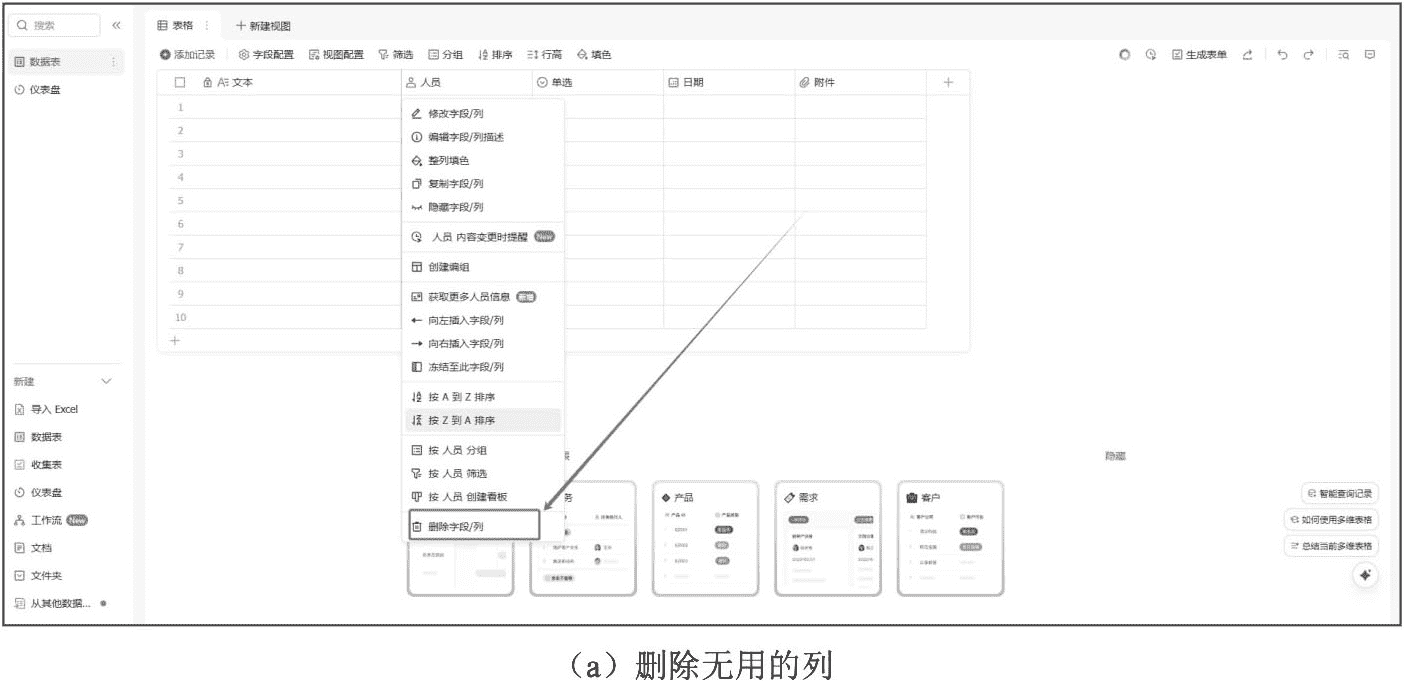 搜索
数据表
仪表盘
表格
新建视图
添加记录
字段配置
视图配置
筛选
分组
排序
行高
填色
生成表单
文本
人员
单选
日期
附件
1
2
3
4
5
6
7
8
9
10
修改字段/列
编辑字段/列描述
整列填色
复制字段/列
隐藏字段/列
人员 内容变更时提醒 New
创建编组
获取更多人员信息
向左插入字段/列
向右插入字段/列
冻结至此字段/列
按 A 到 Z 排序
按 Z 到 A 排序
按 人员 分组
按 人员 筛选
按 人员 创建看板
删除字段/列
新建
导入 Excel
数据表
收集表
仪表盘
工作流 New
文档
文件夹
从其他数据...
隐藏
务
产品
需求
客户
智能查询记录
如何使用多维表格
总结当前多维表格
（a）删除无用的列